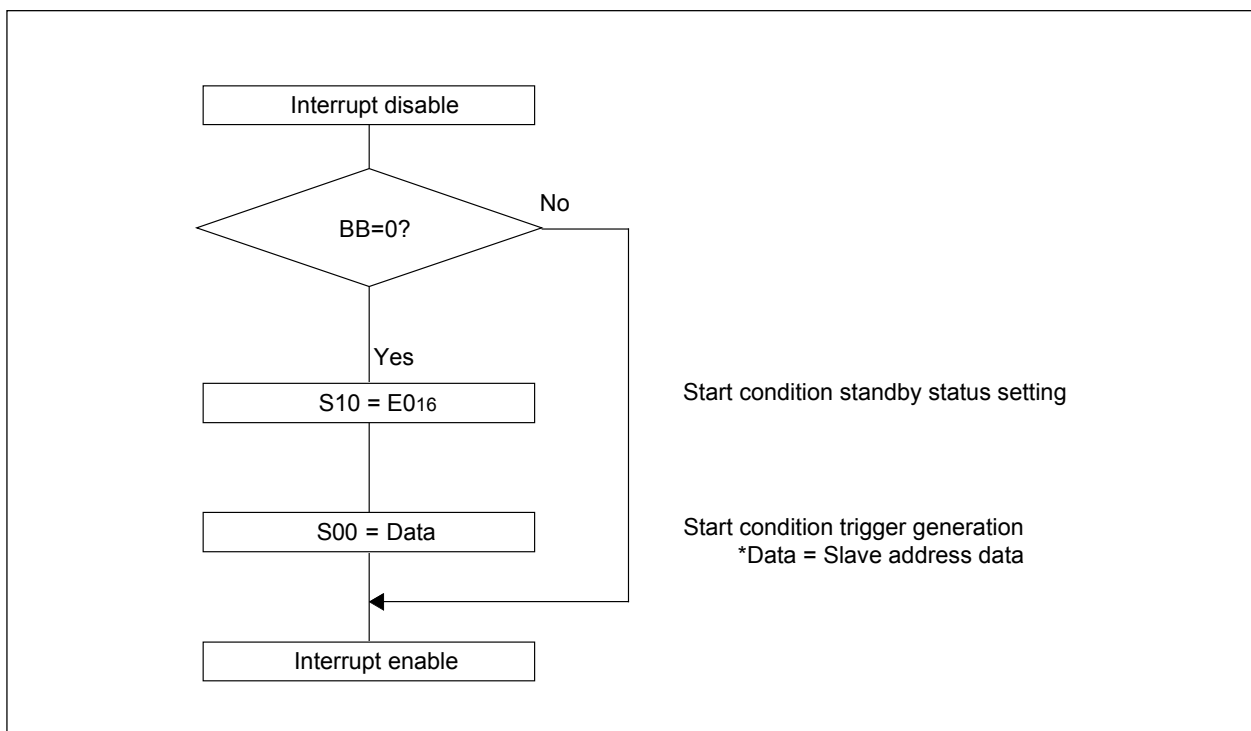 Interrupt disable
No
BB=0?
Yes
S10 = E016
Start condition standby status setting
S00 = Data
Start condition trigger generation
*Data = Slave address data
Interrupt enable